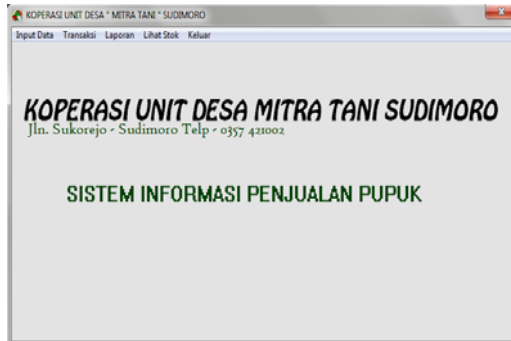 KOPERASI UNIT DESA " MITRA TANI " SUDIMORO
Input Data Transaksi Laporan Lihat Stok Keluar
KOPERASI UNIT DESA MITRA TANI SUDIMORO
Jln. Sukorejo - Sudimoro Telp - 0357 421002
SISTEM INFORMASI PENJUALAN PUPUK